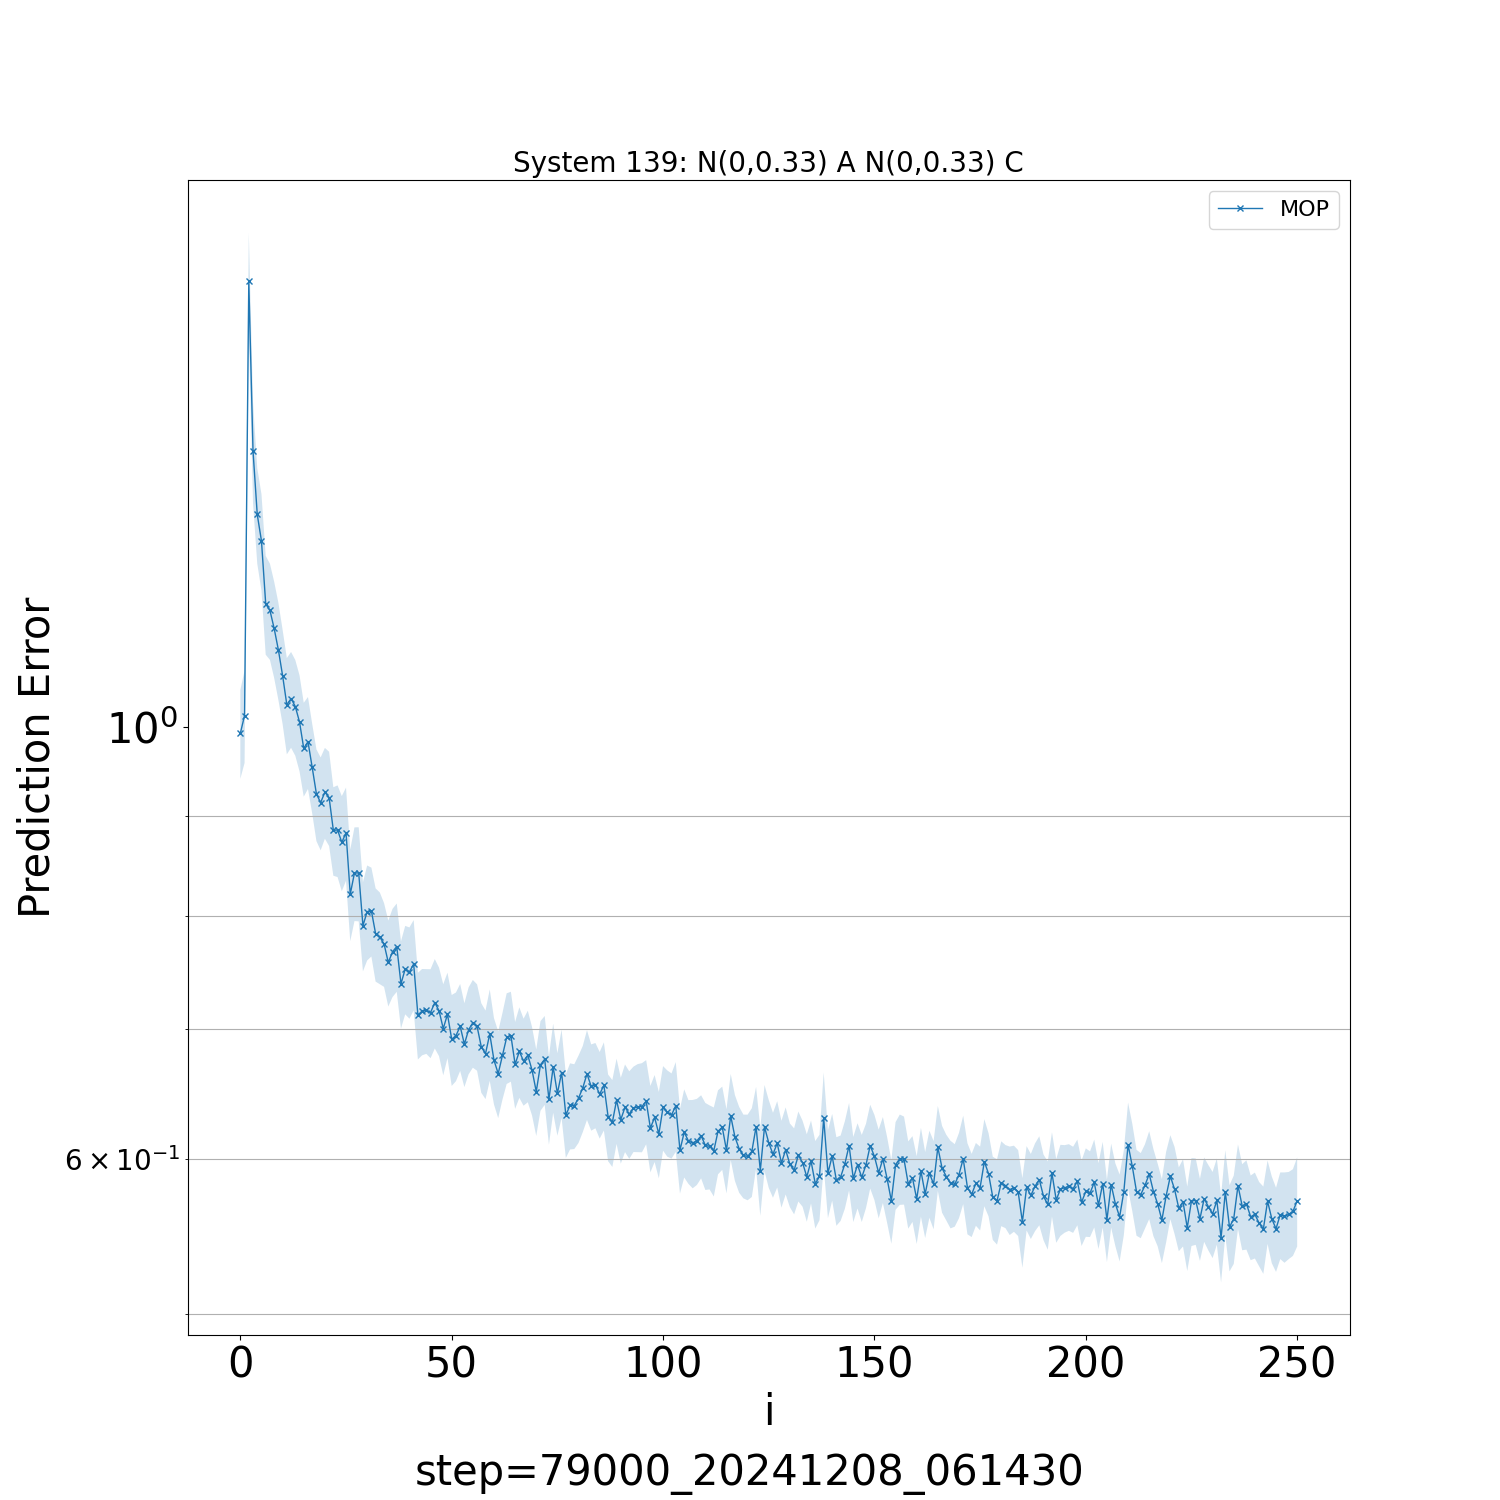 System 139: N(0,0.33) A N(0,0.33) C
MOP
Prediction Error
10⁰
6 × 10⁻¹
0 50 100 150 200 250
i
step=79000_20241208_061430